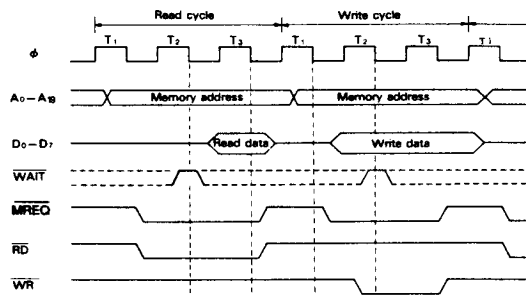 Read cycle Write cycle
T1 T2 T3 T1 T2 T3 T1
ϕ
A0–A19 Memory address Memory address
D0–D7 Read data Write data
WAIT
MREQ
RD
WR